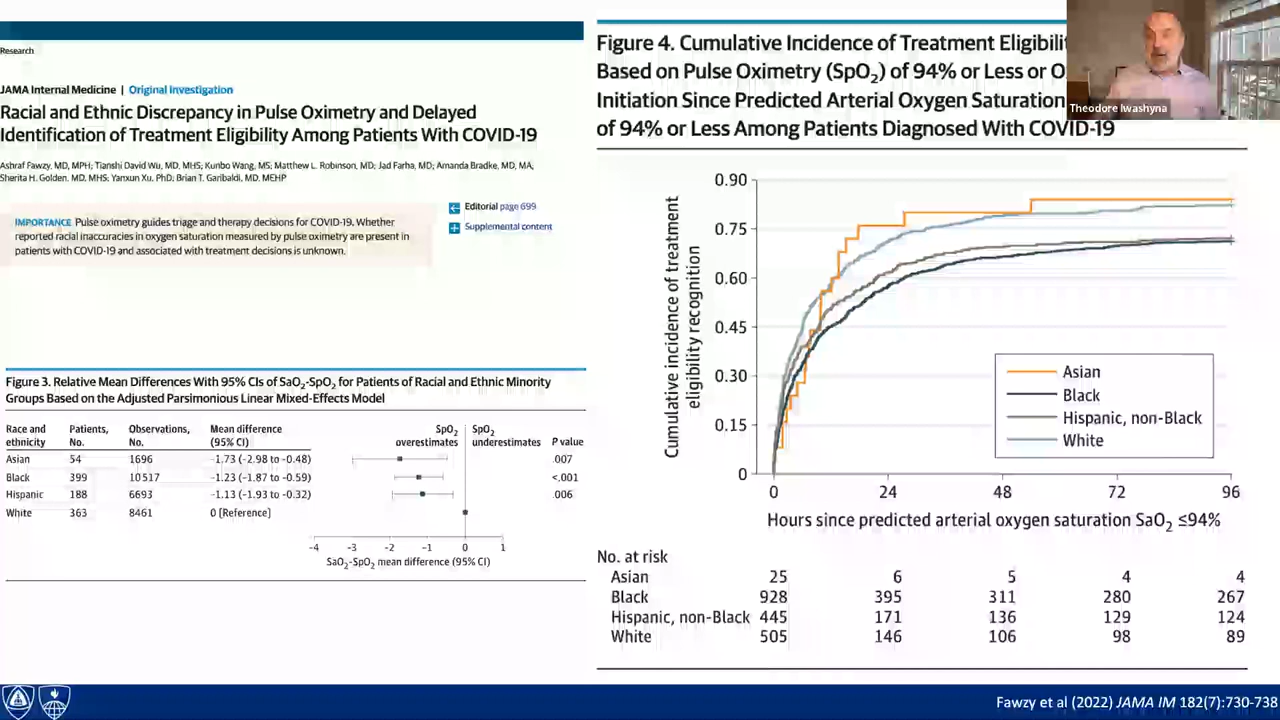 Research
JAMA Internal Medicine | Original Investigation
Racial and Ethnic Discrepancy in Pulse Oximetry and Delayed
Identification of Treatment Eligibility Among Patients With COVID-19
Ashraf Fawzy, MD, MPH; Tianshi David Wu, MD, MHS; Kunbo Wang, MS; Matthew L. Robinson, MD; Jad Farha, MD; Amanda Bradke, MD, MA;
Sherita H. Golden, MD, MHS; Yanxun Xu, PhD; Brian T. Garibaldi, MD, MEHP
IMPORTANCE Pulse oximetry guides triage and therapy decisions for COVID-19. Whether
reported racial inaccuracies in oxygen saturation measured by pulse oximetry are present in
patients with COVID-19 and associated with treatment decisions is unknown.
Editorial page 699
Supplemental content
Figure 3. Relative Mean Differences With 95% CIs of SaO2-SpO2 for Patients of Racial and Ethnic Minority
Groups Based on the Adjusted Parsimonious Linear Mixed-Effects Model
Race and ethnicity Patients, No. Observations, No. Mean difference (95% CI) SpO2 overestimates SpO2 underestimates P value
Asian 54 1696 -1.73 (-2.98 to -0.48) .007
Black 399 10517 -1.23 (-1.87 to -0.59) <.001
Hispanic 188 6693 -1.13 (-1.93 to -0.32) .006
White 363 8461 0 [Reference]
-4 -3 -2 -1 0 1
SaO2-SpO2 mean difference (95% CI)
Figure 4. Cumulative Incidence of Treatment Eligibilit
Based on Pulse Oximetry (SpO2) of 94% or Less or O
Initiation Since Predicted Arterial Oxygen Saturation
of 94% or Less Among Patients Diagnosed With COVID-19
Theodore Iwashyna
Cumulative incidence of treatment
eligibility recognition
0.90
0.75
0.60
0.45
0.30
0.15
0
Asian
Black
Hispanic, non-Black
White
0 24 48 72 96
Hours since predicted arterial oxygen saturation SaO2 ≤94%
No. at risk
Asian 25 6 5 4 4
Black 928 395 311 280 267
Hispanic, non-Black 445 171 136 129 124
White 505 146 106 98 89
Fawzy et al (2022) JAMA IM 182(7):730-738